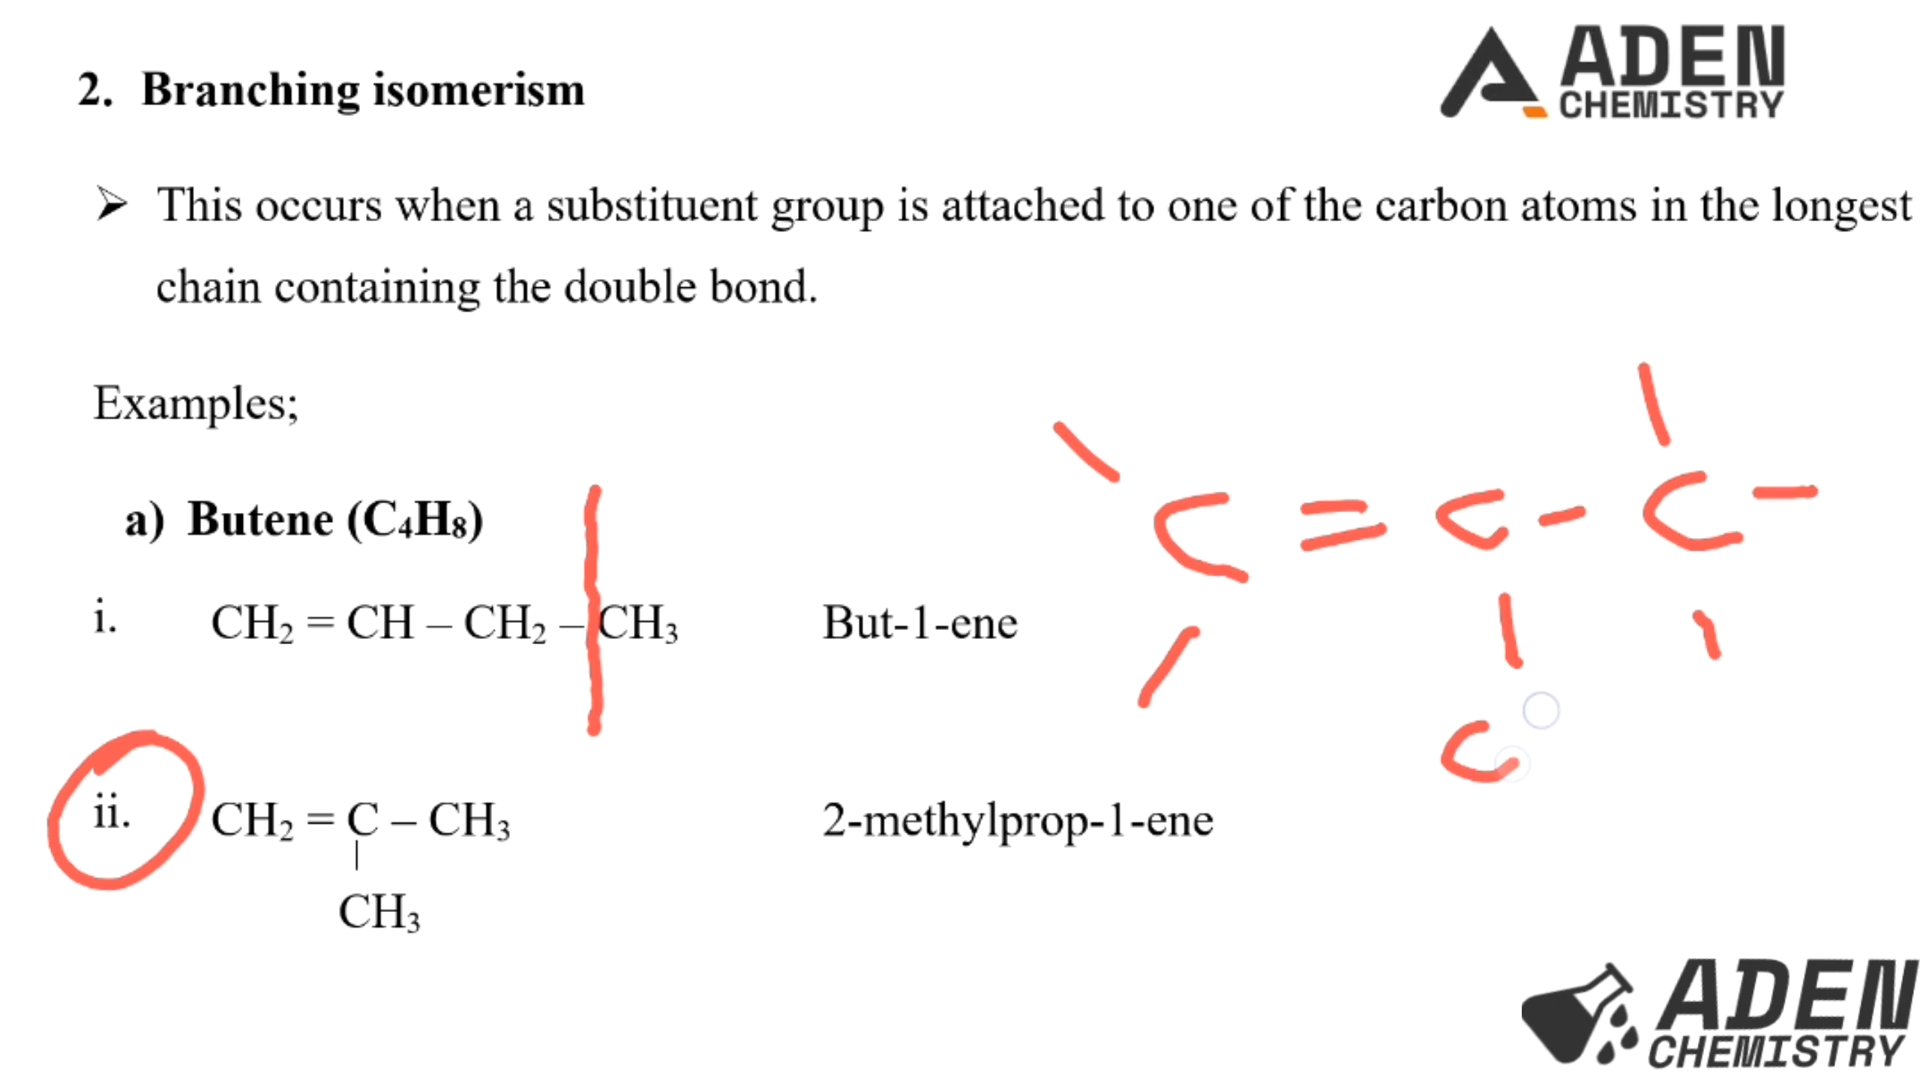 ADEN
CHEMISTRY
2. Branching isomerism
➢ This occurs when a substituent group is attached to one of the carbon atoms in the longest
chain containing the double bond.
Examples;
a) Butene (C₄H₈)
i. CH₂ = CH – CH₂ – CH₃ But-1-ene
C = C - C -
C
ii. CH₂ = C – CH₃ 2-methylprop-1-ene
|
CH₃
ADEN
CHEMISTRY